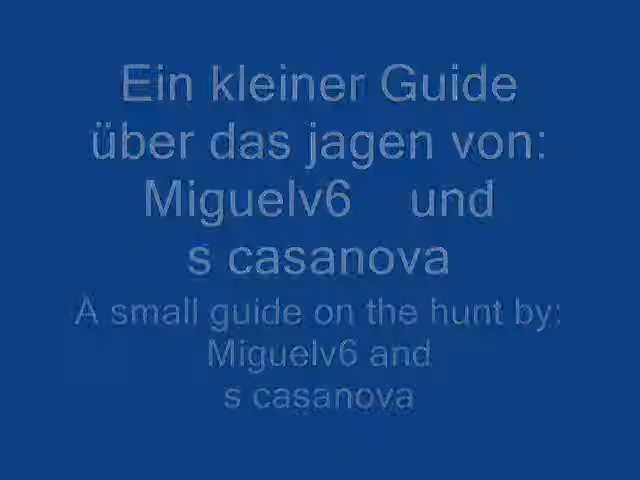 Ein kleiner Guide
über das jagen von:
Miguelv6 und
s casanova
A small guide on the hunt by:
Miguelv6 and
s casanova